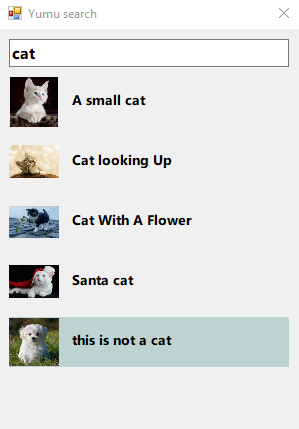 Yumu search
cat
A small cat
Cat looking Up
Cat With A Flower
Santa cat
this is not a cat